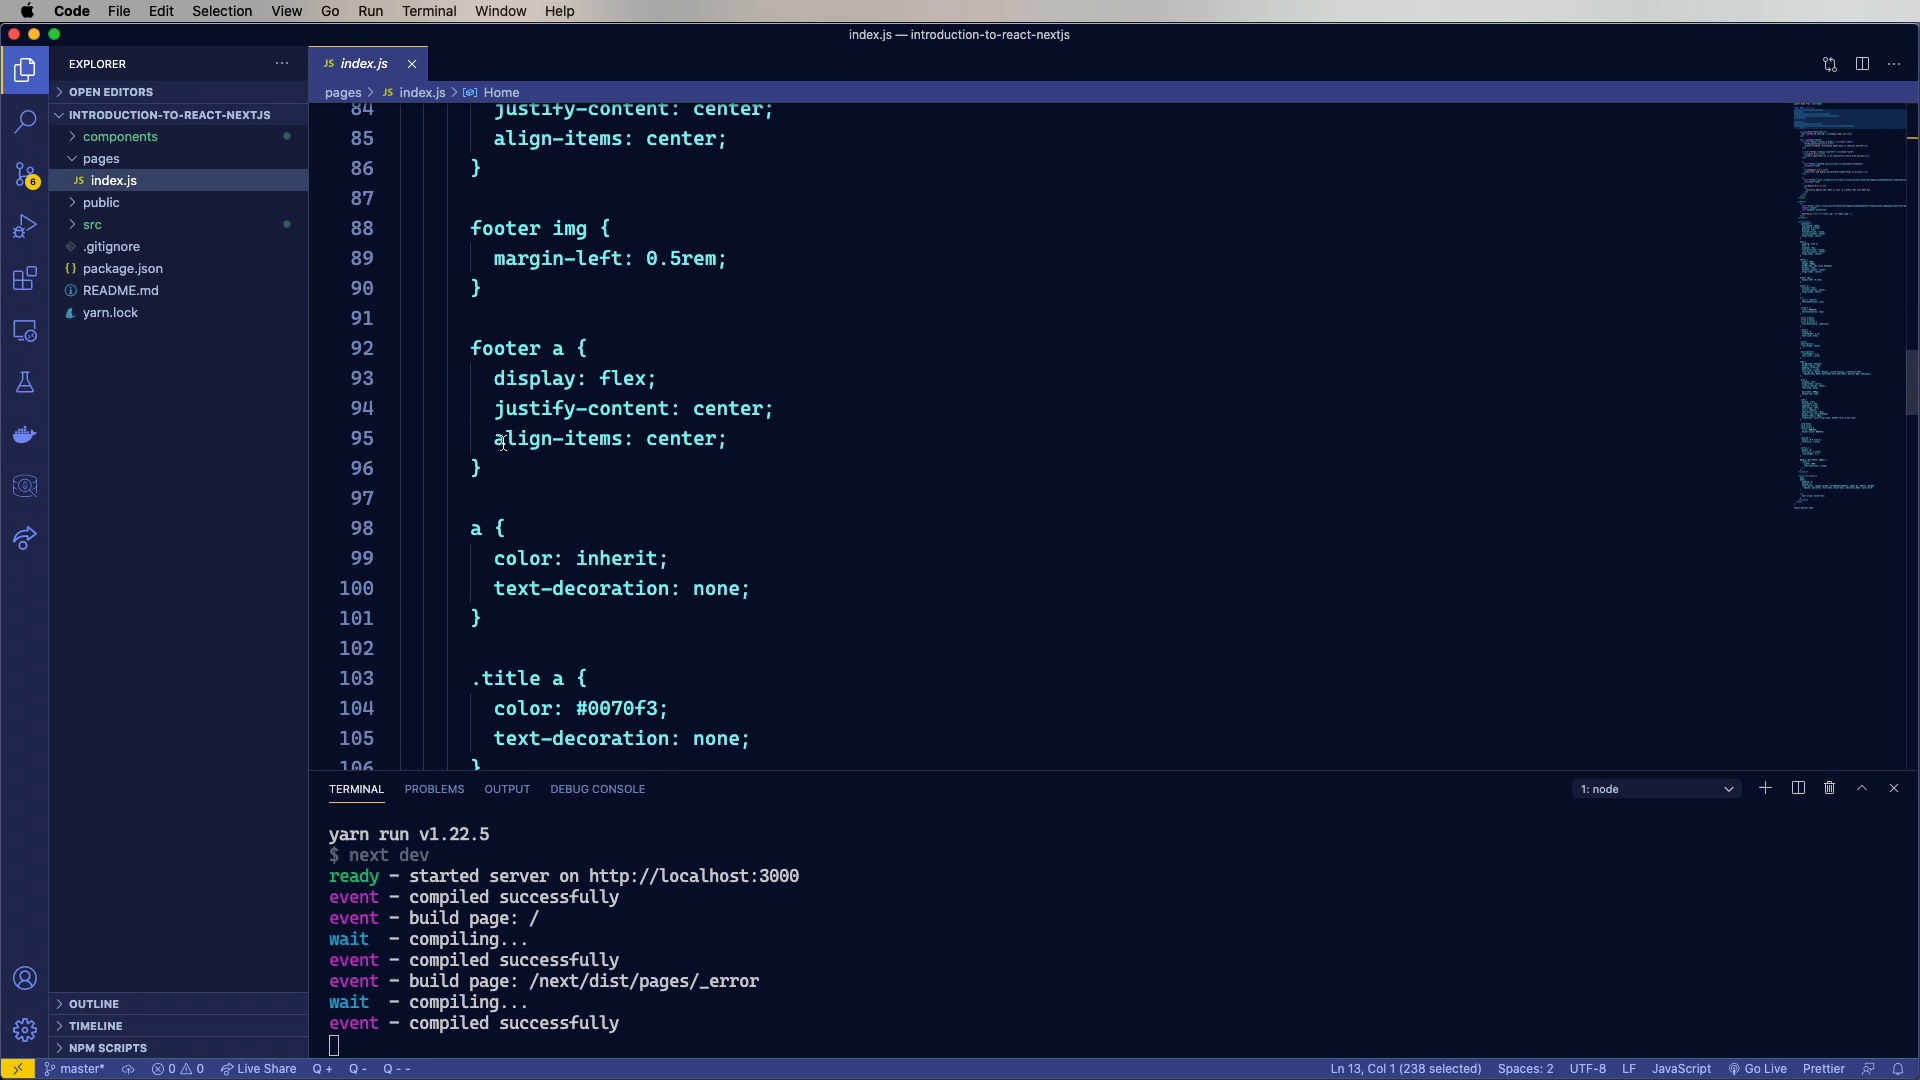 Code File Edit Selection View Go Run Terminal Window Help
index.js — introduction-to-react-nextjs
EXPLORER
OPEN EDITORS
INTRODUCTION-TO-REACT-NEXTJS
components
pages
JS index.js
public
src
.gitignore
{} package.json
README.md
yarn.lock
OUTLINE
TIMELINE
NPM SCRIPTS
6
JS index.js
pages > JS index.js > Home
84 justify-content: center;
85 align-items: center;
86 }
87
88 footer img {
89 margin-left: 0.5rem;
90 }
91
92 footer a {
93 display: flex;
94 justify-content: center;
95 align-items: center;
96 }
97
98 a {
99 color: inherit;
100 text-decoration: none;
101 }
102
103 .title a {
104 color: #0070f3;
105 text-decoration: none;
106 }
TERMINAL PROBLEMS OUTPUT DEBUG CONSOLE
1: node
yarn run v1.22.5
$ next dev
ready - started server on http://localhost:3000
event - compiled successfully
event - build page: /
wait - compiling...
event - compiled successfully
event - build page: /next/dist/pages/_error
wait - compiling...
event - compiled successfully
master* 0 0 Live Share Q + Q - Q - -
Ln 13, Col 1 (238 selected) Spaces: 2 UTF-8 LF JavaScript Go Live Prettier